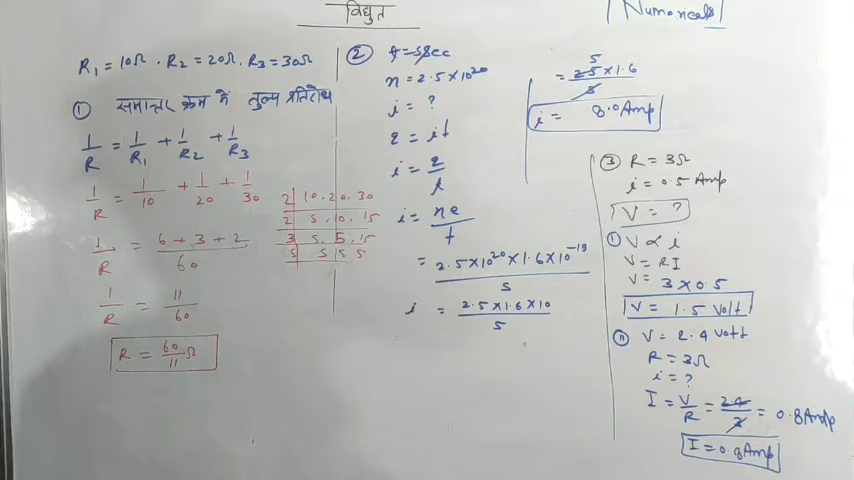 विद्युत
Numericals
R₁ = 10Ω . R₂ = 20Ω . R₃ = 30Ω
① समान्तर क्रम में तुल्य प्रतिरोध
1/R = 1/R₁ + 1/R₂ + 1/R₃
1/R = 1/10 + 1/20 + 1/30
2 | 10, 20, 30
2 | 5, 10, 15
3 | 5, 5, 15
5 | 5 5 5
1/R = 6 + 3 + 2 / 60
1/R = 11/60
R = 60/11 Ω
② t = 5sec
n = 2.5 × 10²⁰
i = ?
q = it
i = q/t
i = ne/t
= 2.5 × 10²⁰ × 1.6 × 10⁻¹⁹ / 5
i = 2.5 × 1.6 × 10 / 5
5
= 25 × 1.6 / 5
i = 8.0 Amp
③ R = 3Ω
i = 0.5 Amp
V = ?
① V ∝ i
V = RI
V = 3 × 0.5
V = 1.5 Volt
⑪ V = 2.4 Volt
R = 3Ω
i = ?
I = V/R = 2.4/3 = 0.8 Amp
I = 0.8 Amp